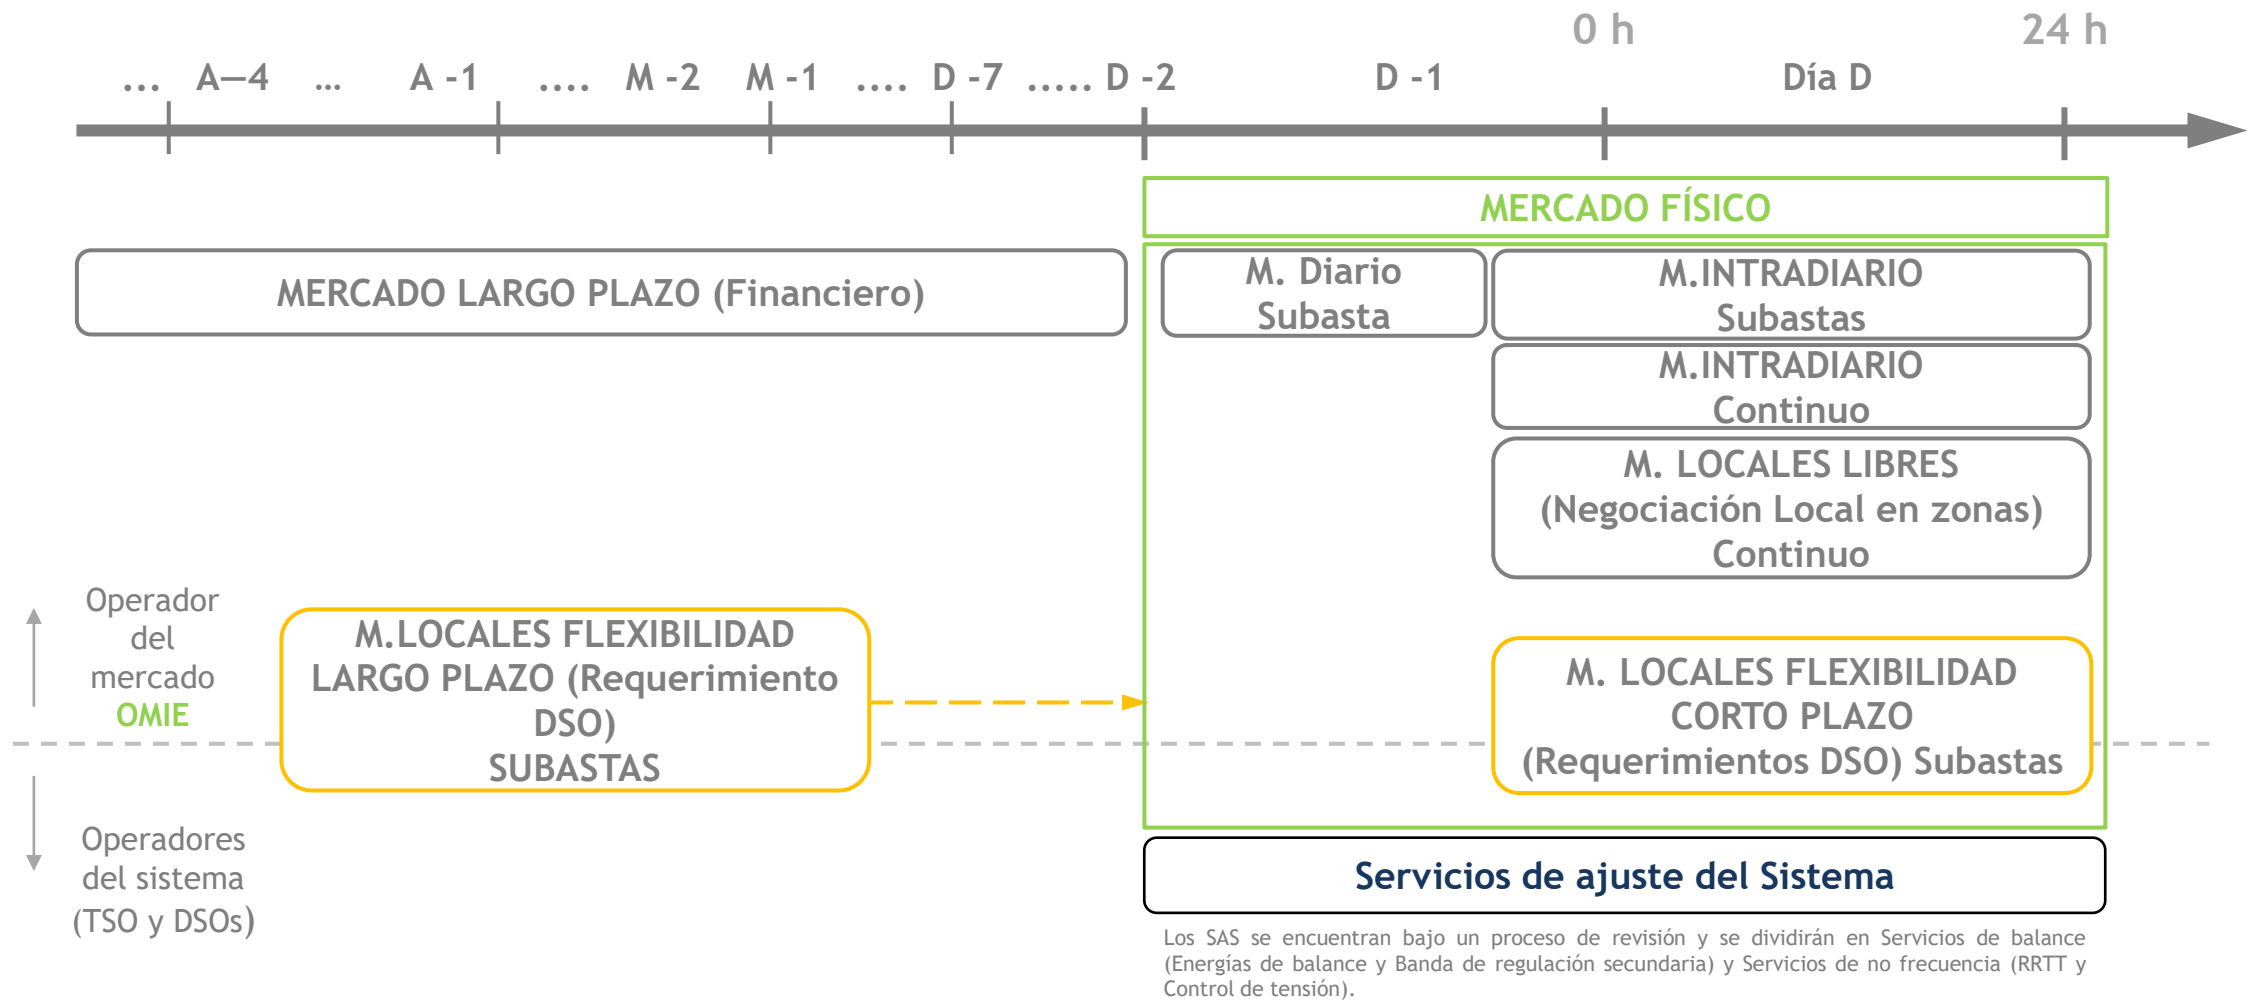 0 h
24 h
... A–4 ... A -1 .... M -2 M -1 .... D -7 ..... D -2 D -1 Día D
MERCADO FÍSICO
MERCADO LARGO PLAZO (Financiero)
M. Diario
Subasta
M.INTRADIARIO
Subastas
M.INTRADIARIO
Continuo
M. LOCALES LIBRES
(Negociación Local en zonas)
Continuo
Operador
del
mercado
OMIE
M.LOCALES FLEXIBILIDAD
LARGO PLAZO (Requerimiento
DSO)
SUBASTAS
M. LOCALES FLEXIBILIDAD
CORTO PLAZO
(Requerimientos DSO) Subastas
Operadores
del sistema
(TSO y DSOs)
Servicios de ajuste del Sistema
Los SAS se encuentran bajo un proceso de revisión y se dividirán en Servicios de balance
(Energías de balance y Banda de regulación secundaria) y Servicios de no frecuencia (RRTT y
Control de tensión).